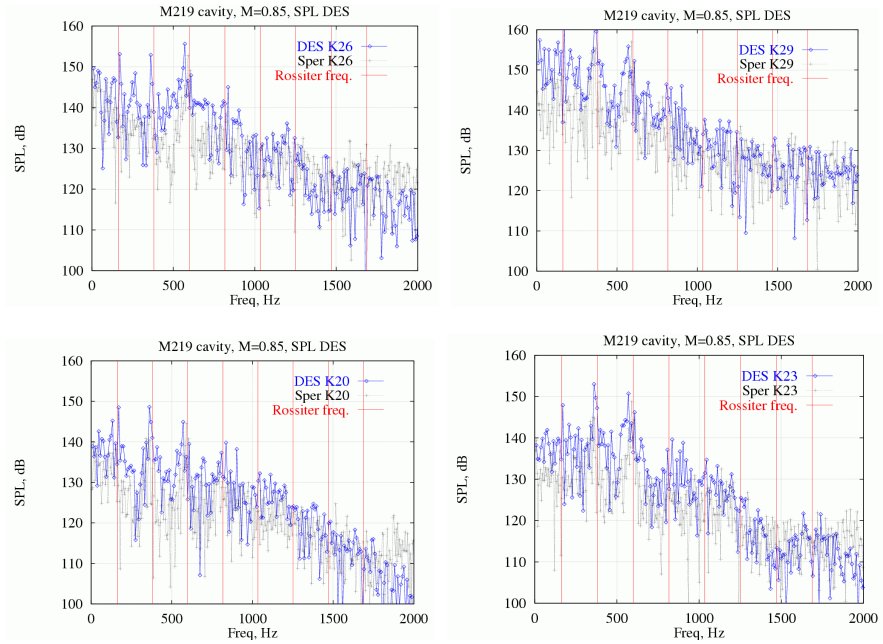 M219 cavity, M=0.85, SPL DES
160
150
140
130
120
110
100
SPL, dB
DES K26
Sper K26
Rossiter freq.
0 500 1000 1500 2000
Freq, Hz
M219 cavity, M=0.85, SPL DES
160
150
140
130
120
110
100
SPL, dB
DES K29
Sper K29
Rossiter freq.
0 500 1000 1500 2000
Freq, Hz
M219 cavity, M=0.85, SPL DES
160
150
140
130
120
110
100
SPL, dB
DES K20
Sper K20
Rossiter freq.
0 500 1000 1500 2000
Freq, Hz
M219 cavity, M=0.85, SPL DES
160
150
140
130
120
110
100
SPL, dB
DES K23
Sper K23
Rossiter freq.
0 500 1000 1500 2000
Freq, Hz